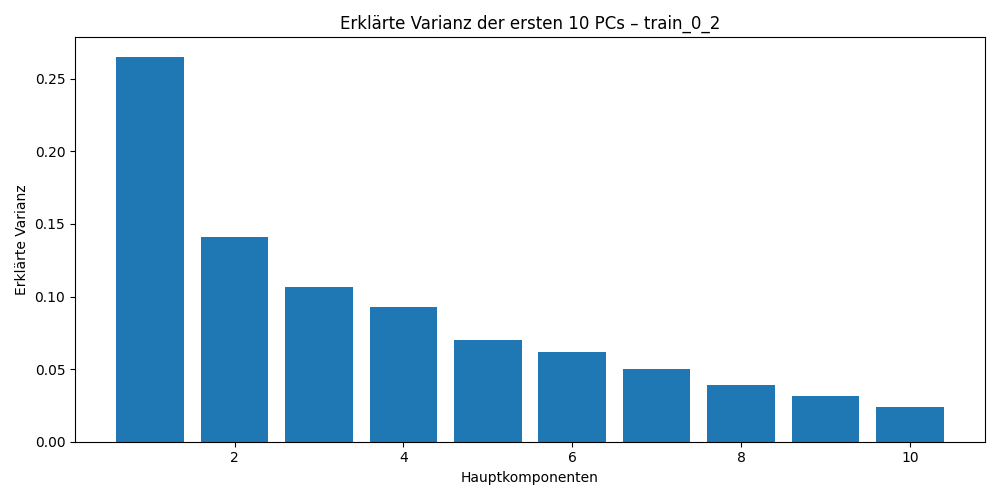 Erklärte Varianz der ersten 10 PCs – train_0_2
Erklärte Varianz
0.25
0.20
0.15
0.10
0.05
0.00
2 4 6 8 10
Hauptkomponenten